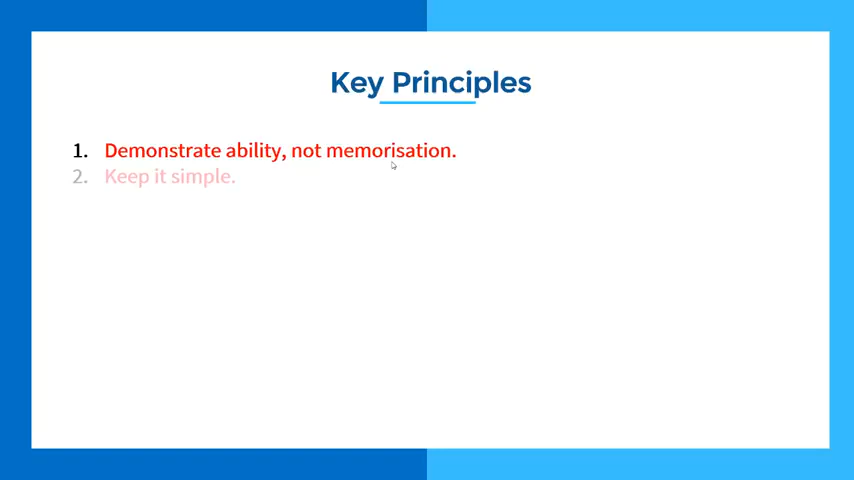 Key Principles
1. Demonstrate ability, not memorisation.
2. Keep it simple.